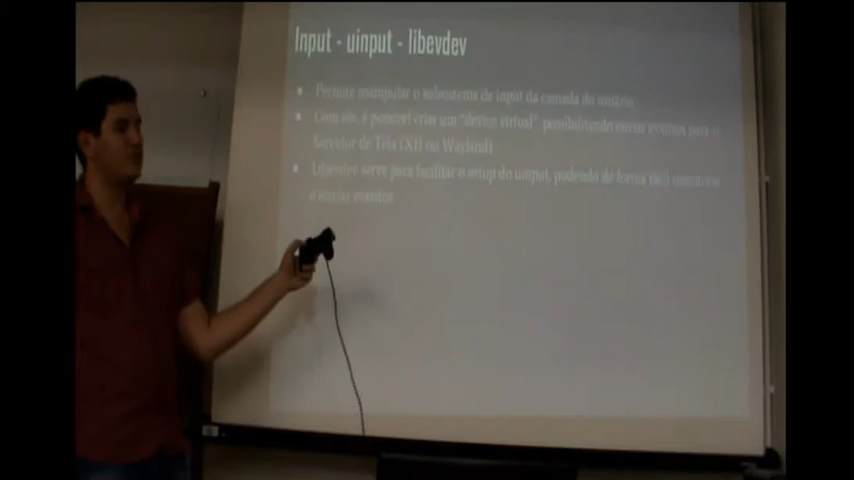 Input - uinput - libevdev
Permite manipular o subsistema de input da camada do usuário
Com ele, é possível criar um "device virtual" possibilitando enviar eventos para o
Servidor de Tela (X11 ou Wayland)
Libevdev serve para facilitar o setup do uinput, podendo de forma fácil
e enviar eventos